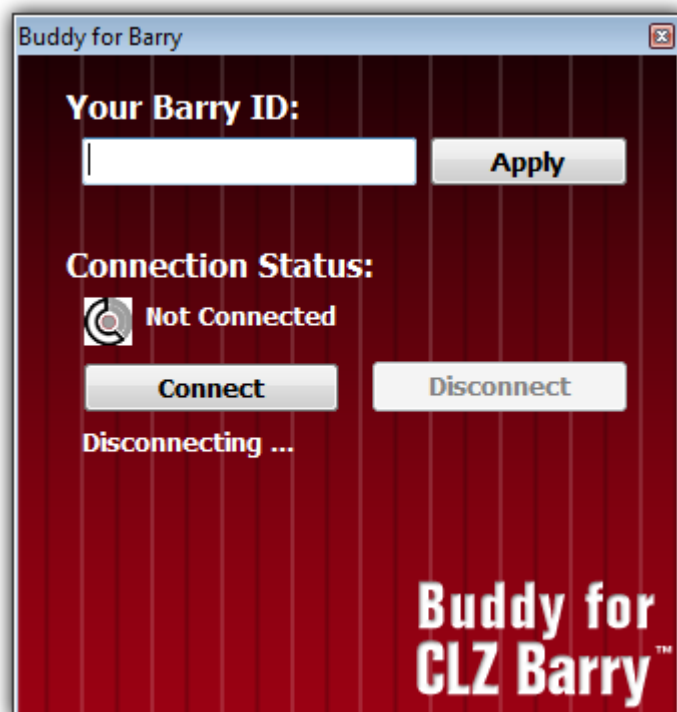 Buddy for Barry
Your Barry ID:
Apply
Connection Status:
Not Connected
Connect Disconnect
Disconnecting ...
Buddy for
CLZ Barry™